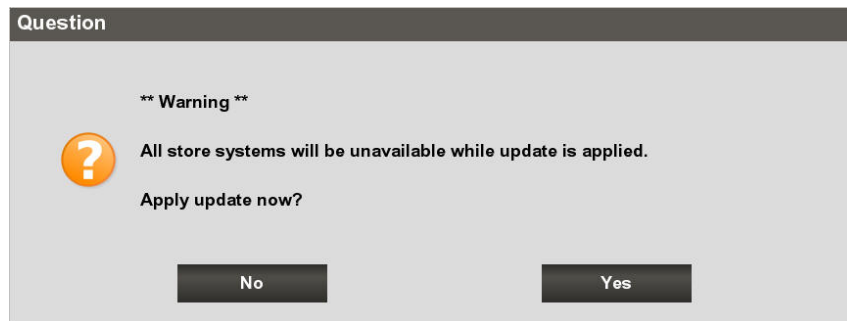 Question
** Warning **
All store systems will be unavailable while update is applied.
Apply update now?
No
Yes